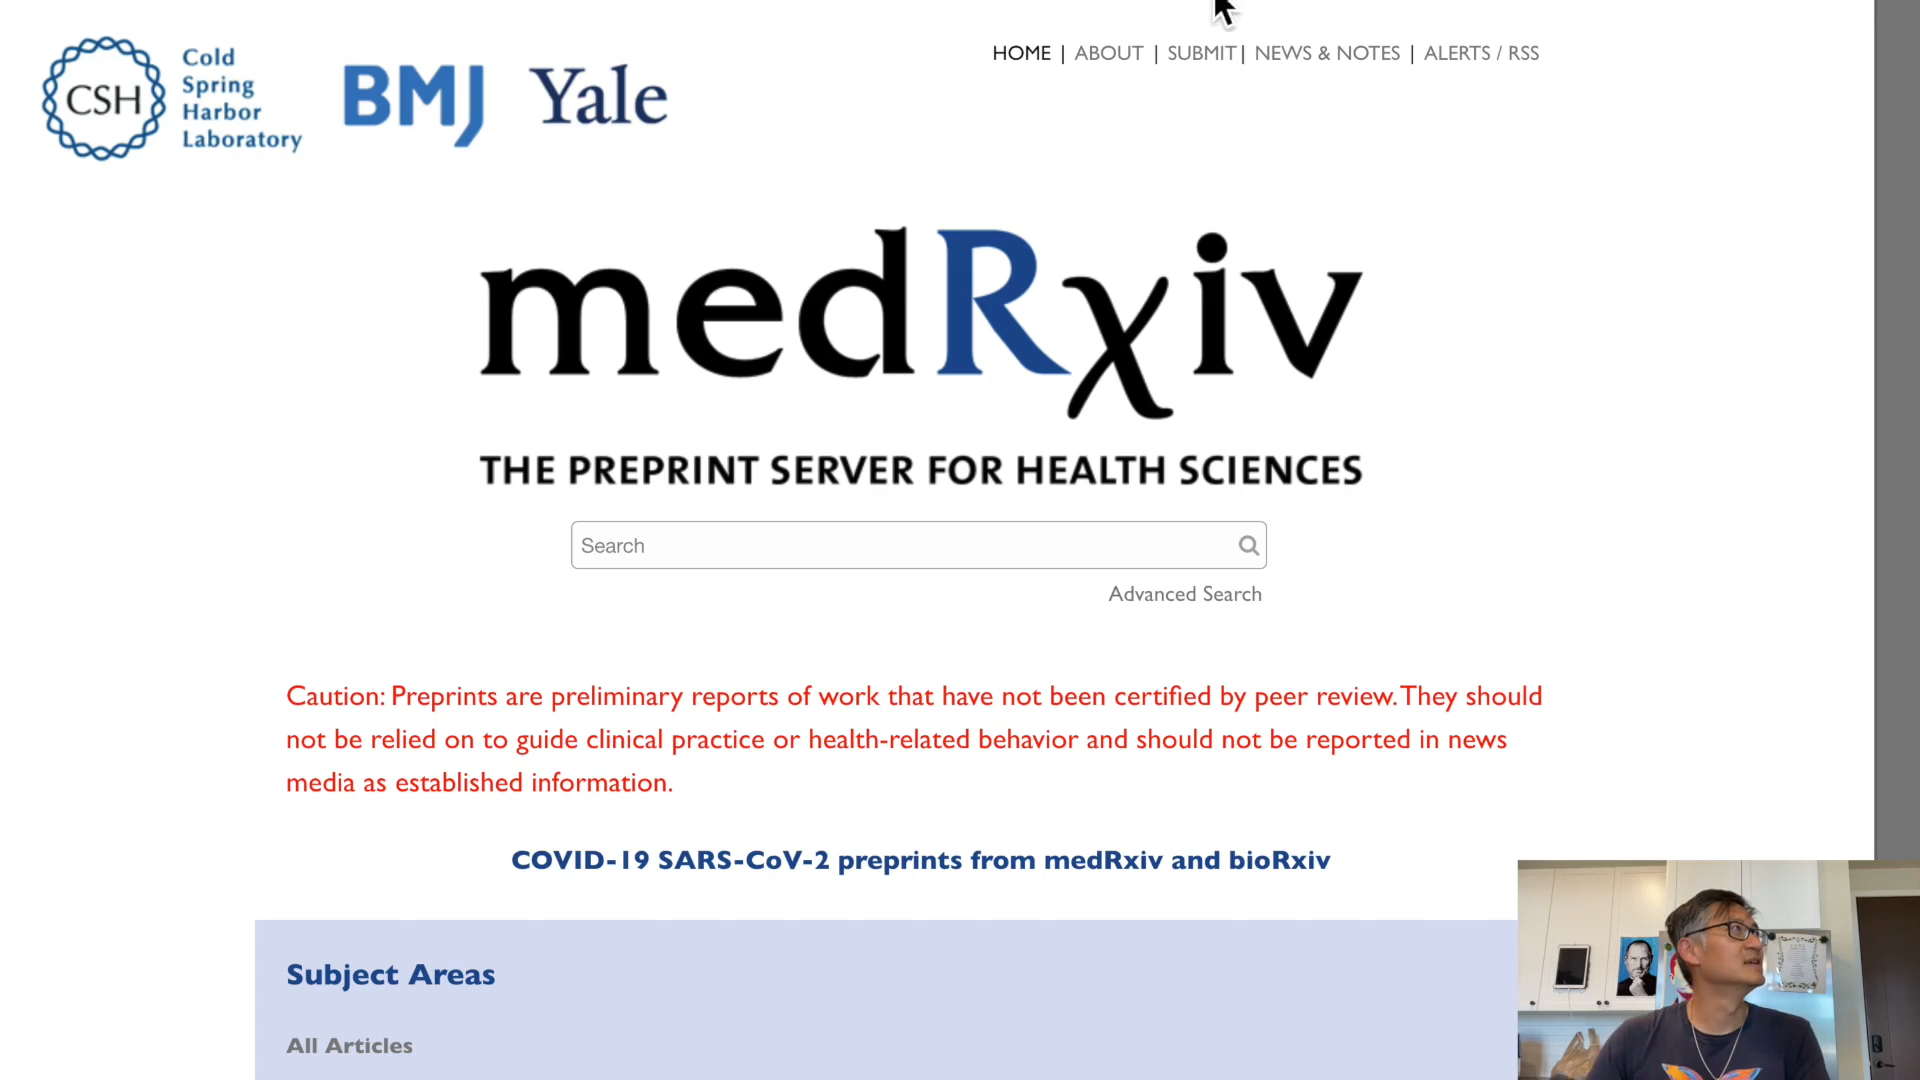 CSH
Cold
Spring
Harbor
Laboratory
BMJ
Yale
HOME | ABOUT | SUBMIT | NEWS & NOTES | ALERTS / RSS
medRxiv
THE PREPRINT SERVER FOR HEALTH SCIENCES
Search
Advanced Search
Caution: Preprints are preliminary reports of work that have not been certified by peer review. They should
not be relied on to guide clinical practice or health-related behavior and should not be reported in news
media as established information.
COVID-19 SARS-CoV-2 preprints from medRxiv and bioRxiv
Subject Areas
All Articles